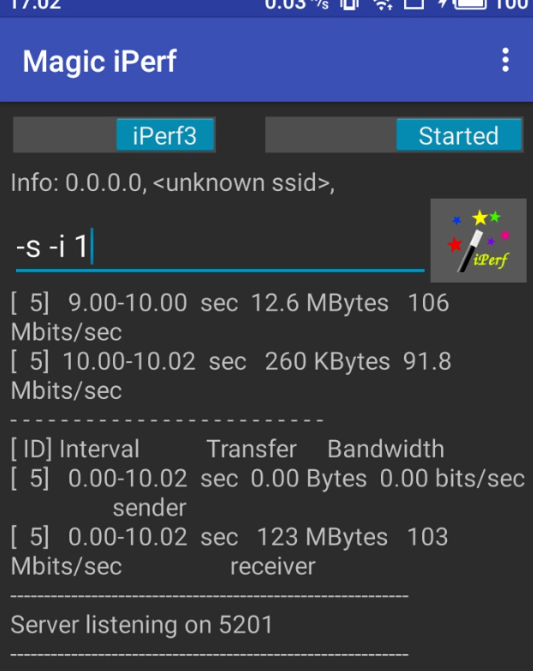 17:02 0.03 K/s 100
Magic iPerf
iPerf3 Started
Info: 0.0.0.0, <unknown ssid>,
-s -i 1
iPerf
[ 5] 9.00-10.00 sec 12.6 MBytes 106
Mbits/sec
[ 5] 10.00-10.02 sec 260 KBytes 91.8
Mbits/sec
- - - - - - - - - - - - - - - - - - - - - - - - -
[ ID] Interval Transfer Bandwidth
[ 5] 0.00-10.02 sec 0.00 Bytes 0.00 bits/sec
sender
[ 5] 0.00-10.02 sec 123 MBytes 103
Mbits/sec receiver
-----------------------------------------------------------
Server listening on 5201
-----------------------------------------------------------